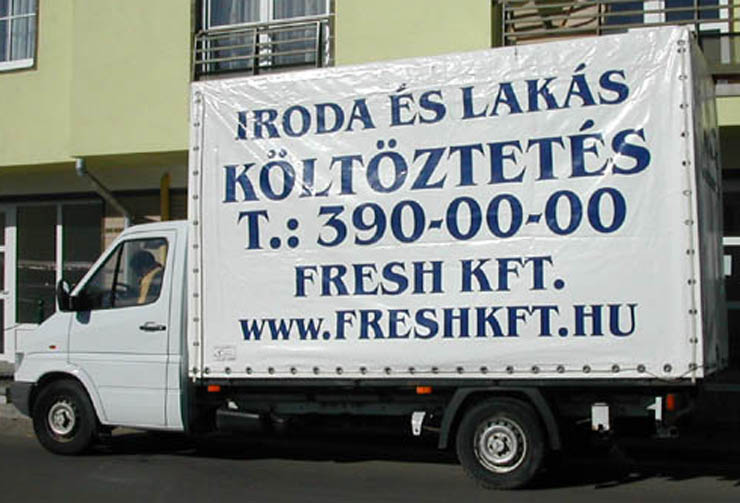 IRODA ÉS LAKÁS
KÖLTÖZTETÉS
T.: 390-00-00
FRESH KFT.
WWW.FRESHKFT.HU